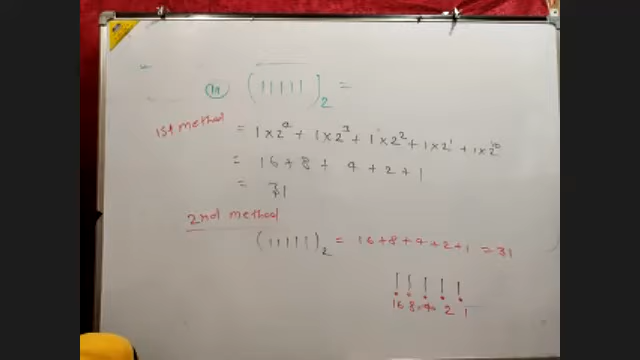 (11111)₂ =
1st method
= 1×2⁴ + 1×2³ + 1×2² + 1×2¹ + 1×2⁰
= 16+8+ 4 +2+1
= 31
2nd method
(11111)₂ = 16+8+4+2+1 = 31
1 1 1 1 1
16 8 4 2 1